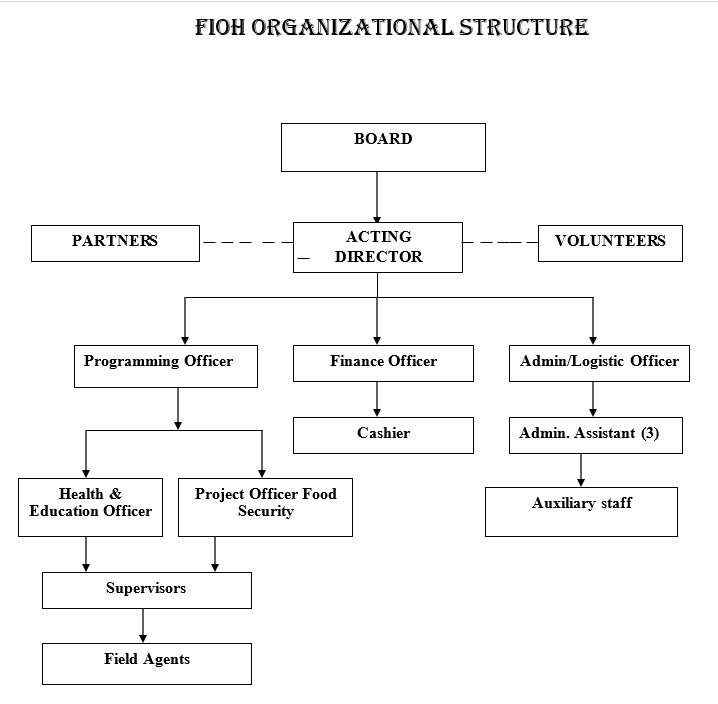 FIOH ORGANIZATIONAL STRUCTURE
BOARD
PARTNERS
ACTING
DIRECTOR
VOLUNTEERS
Programming Officer
Finance Officer
Admin/Logistic Officer
Cashier
Admin. Assistant (3)
Health &
Education Officer
Project Officer Food
Security
Auxiliary staff
Supervisors
Field Agents